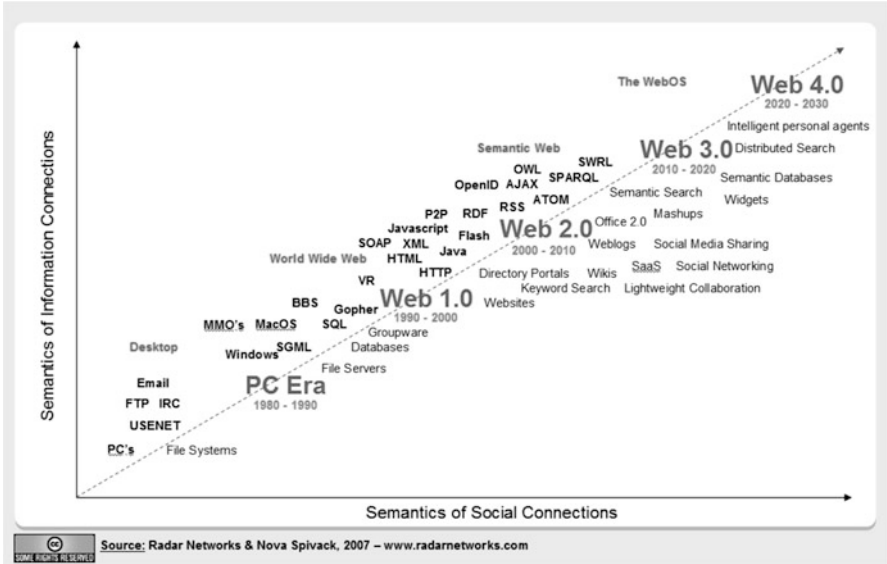 The WebOS
Web 4.0
2020 - 2030
Intelligent personal agents
Semantic Web
Web 3.0
Distributed Search
2010 - 2020
SWRL
OWL
SPARQL
Semantic Databases
OpenID
AJAX
Semantic Search
Widgets
ATOM
RSS
P2P
RDF
Mashups
Javascript
Flash
Web 2.0
Office 2.0
2000 - 2010
SOAP
XML
Java
Weblogs
Social Media Sharing
World Wide Web
HTML
HTTP
Directory Portals
Wikis
SaaS
Social Networking
VR
Keyword Search
Lightweight Collaboration
BBS
Gopher
Web 1.0
Websites
1990 - 2000
MMO's
MacOS
SQL
Groupware
Desktop
Windows
SGML
Databases
File Servers
Email
PC Era
1980 - 1990
FTP
IRC
USENET
PC's
File Systems
Semantics of Information Connections
Semantics of Social Connections
cc
SOME RIGHTS RESERVED
Source: Radar Networks & Nova Spivack, 2007 – www.radarnetworks.com